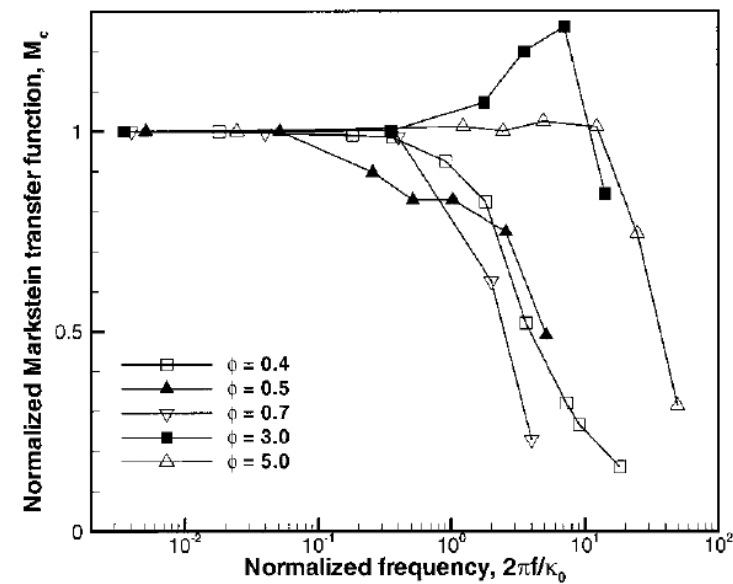 Normalized Markstein transfer function, M_c
1
0.5
0
ϕ = 0.4
ϕ = 0.5
ϕ = 0.7
ϕ = 3.0
ϕ = 5.0
10⁻² 10⁻¹ 10⁰ 10¹ 10²
Normalized frequency, 2πf/κ₀